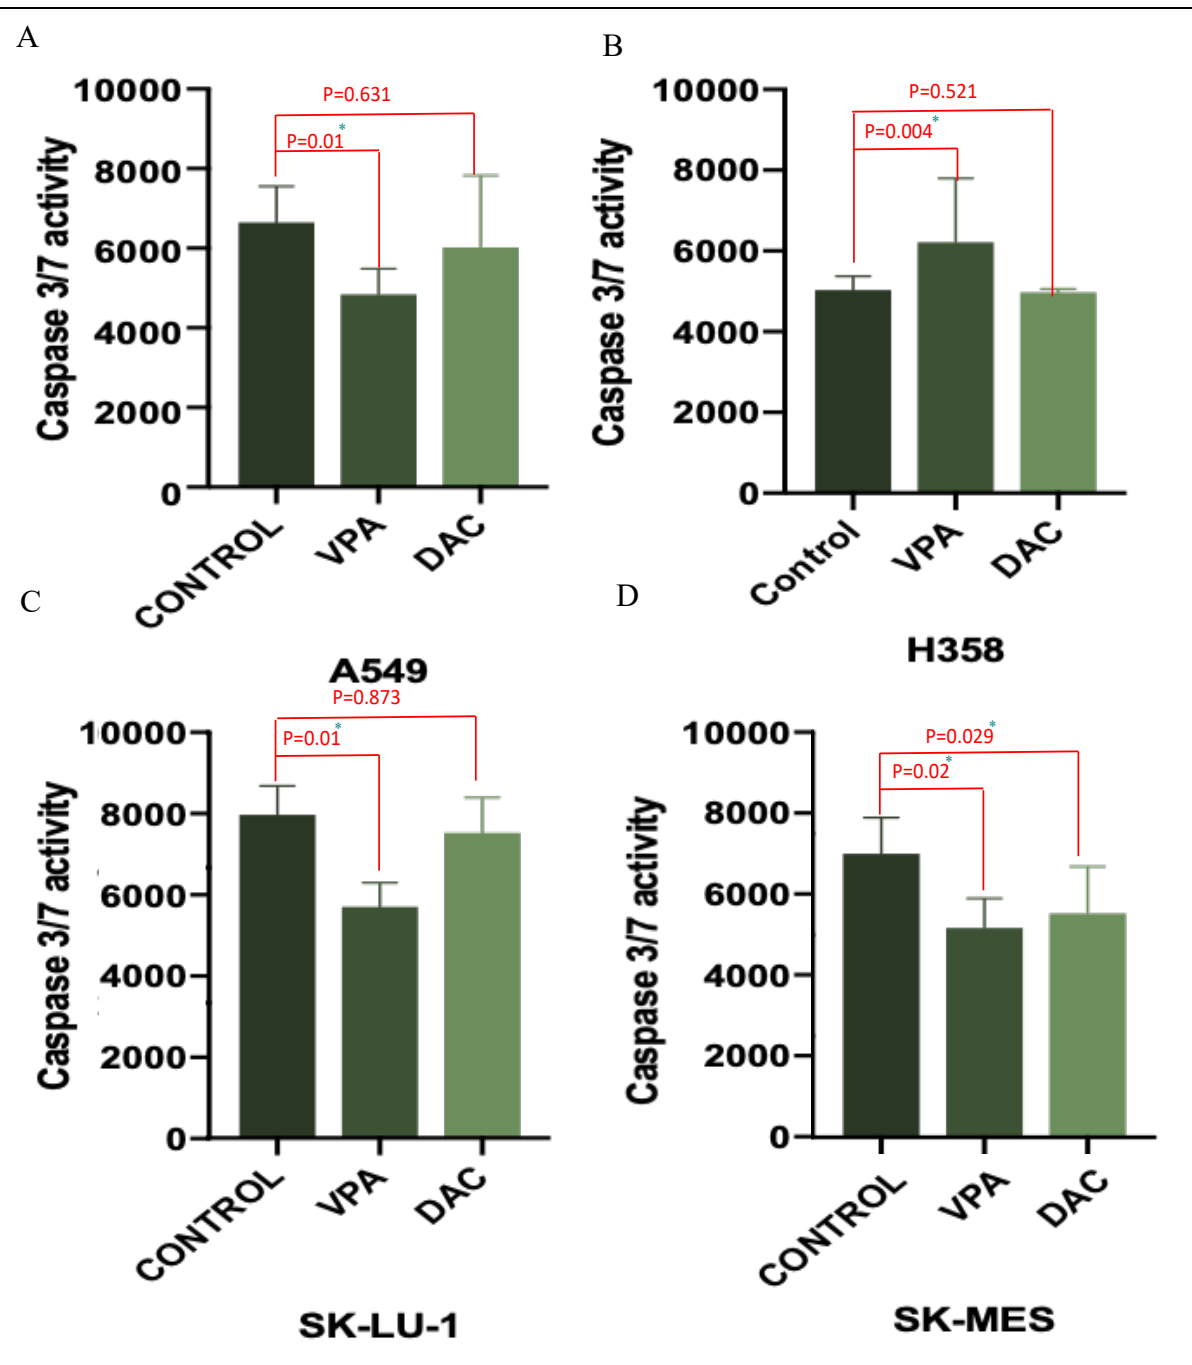 A
10000
8000
6000
4000
2000
0
Caspase 3/7 activity
P=0.631
P=0.01*
CONTROL
VPA
DAC
A549
B
10000
8000
6000
4000
2000
0
Caspase 3/7 activity
P=0.521
P=0.004*
Control
VPA
DAC
H358
C
10000
8000
6000
4000
2000
0
Caspase 3/7 activity
P=0.873
P=0.01*
CONTROL
VPA
DAC
SK-LU-1
D
10000
8000
6000
4000
2000
0
Caspase 3/7 activity
P=0.029*
P=0.02*
CONTROL
VPA
DAC
SK-MES